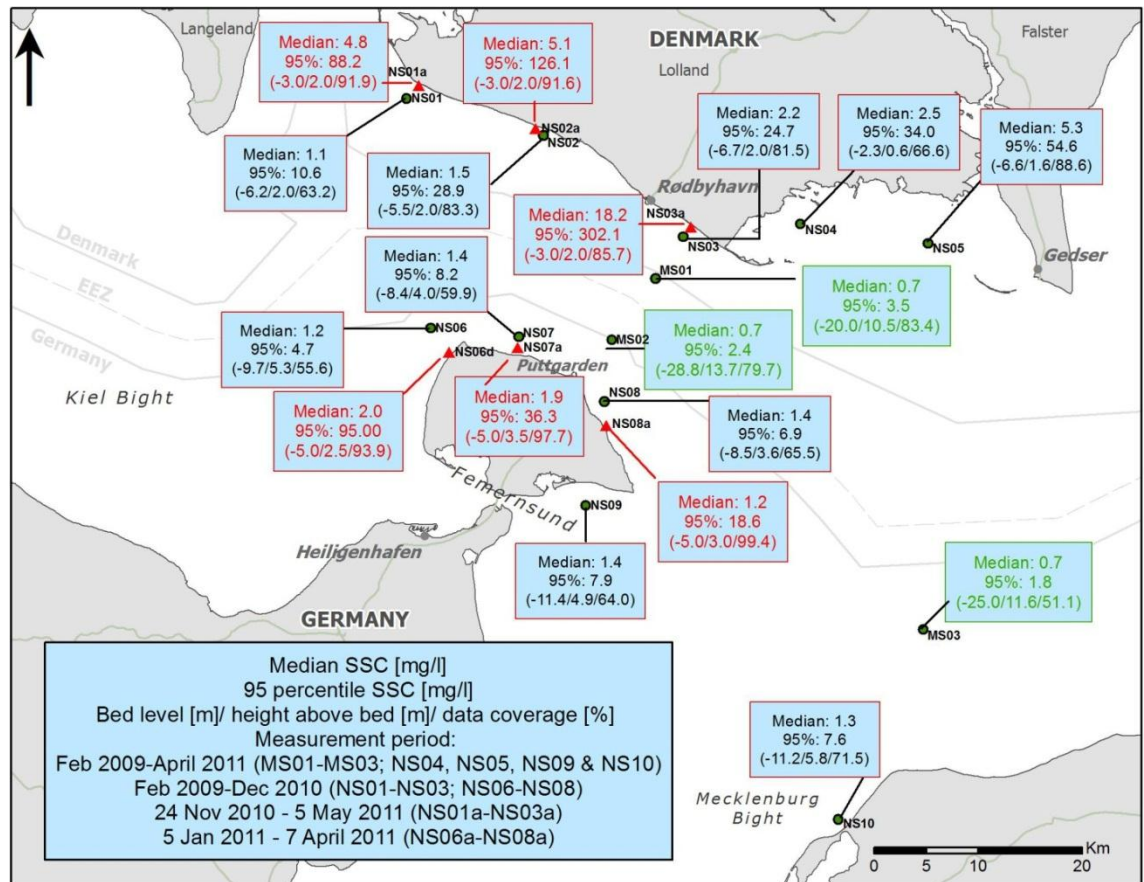 Langeland
DENMARK
Lolland
Falster
Median: 4.8
95%: 88.2
(-3.0/2.0/91.9)
NS01a
NS01
Median: 5.1
95%: 126.1
(-3.0/2.0/91.6)
NS02a
NS02
Median: 2.2
95%: 24.7
(-6.7/2.0/81.5)
Median: 2.5
95%: 34.0
(-2.3/0.6/66.6)
Median: 5.3
95%: 54.6
(-6.6/1.6/88.6)
Median: 1.1
95%: 10.6
(-6.2/2.0/63.2)
Median: 1.5
95%: 28.9
(-5.5/2.0/83.3)
Rødbyhavn
NS03a
NS03
NS04
NS05
Gedser
Median: 18.2
95%: 302.1
(-3.0/2.0/85.7)
Denmark
EEZ
Germany
Median: 1.4
95%: 8.2
(-8.4/4.0/59.9)
MS01
Median: 0.7
95%: 3.5
(-20.0/10.5/83.4)
Median: 1.2
95%: 4.7
(-9.7/5.3/55.6)
NS06
NS06d
NS07
NS07a
Puttgarden
MS02
Median: 0.7
95%: 2.4
(-28.8/13.7/79.7)
Kiel Bight
Median: 2.0
95%: 95.00
(-5.0/2.5/93.9)
Median: 1.9
95%: 36.3
(-5.0/3.5/97.7)
NS08
NS08a
Median: 1.4
95%: 6.9
(-8.5/3.6/65.5)
Femernsund
NS09
Median: 1.2
95%: 18.6
(-5.0/3.0/99.4)
Heiligenhafen
Median: 1.4
95%: 7.9
(-11.4/4.9/64.0)
Median: 0.7
95%: 1.8
(-25.0/11.6/51.1)
MS03
GERMANY
Median SSC [mg/l]
95 percentile SSC [mg/l]
Bed level [m]/ height above bed [m]/ data coverage [%]
Measurement period:
Feb 2009-April 2011 (MS01-MS03; NS04, NS05, NS09 & NS10)
Feb 2009-Dec 2010 (NS01-NS03; NS06-NS08)
24 Nov 2010 - 5 May 2011 (NS01a-NS03a)
5 Jan 2011 - 7 April 2011 (NS06a-NS08a)
Median: 1.3
95%: 7.6
(-11.2/5.8/71.5)
Mecklenburg
Bight
NS10
Km
0 5 10 20